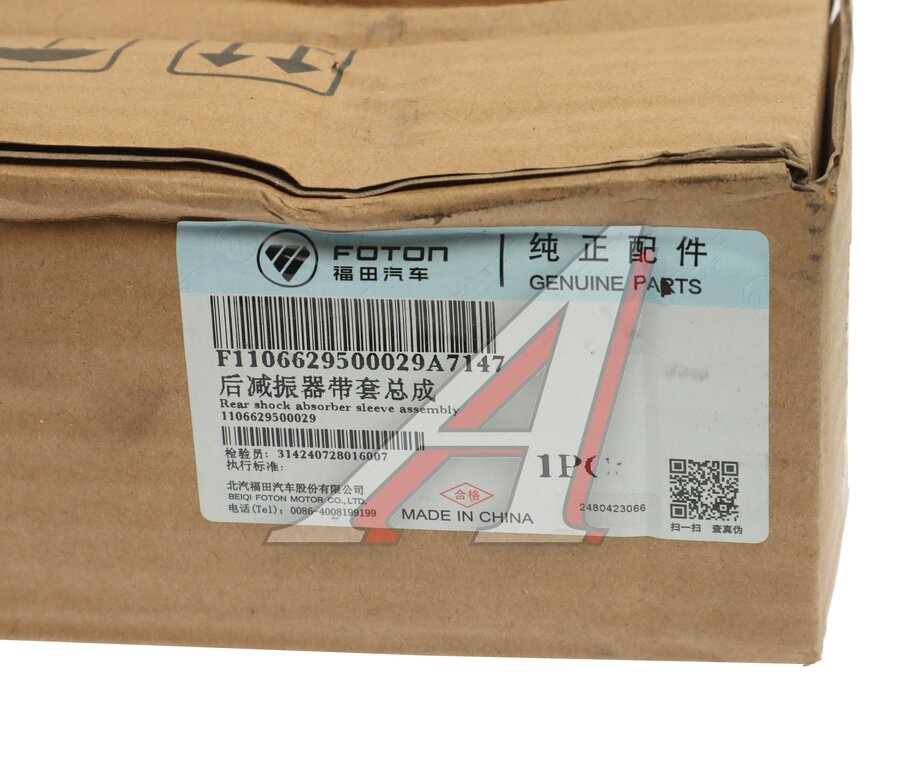 FOTON
福田汽车
纯正配件
GENUINE PARTS
F1106629500029A7147
后减振器带套总成
Rear shock absorber sleeve assembly
1106629500029
检验员: 314240728016007
执行标准:
1PC
北汽福田汽车股份有限公司
BEIQI FOTON MOTOR CO., LTD.
电话(Tel): 0086-4008199199
合格
MADE IN CHINA
2480423066
扫一扫 查真伪